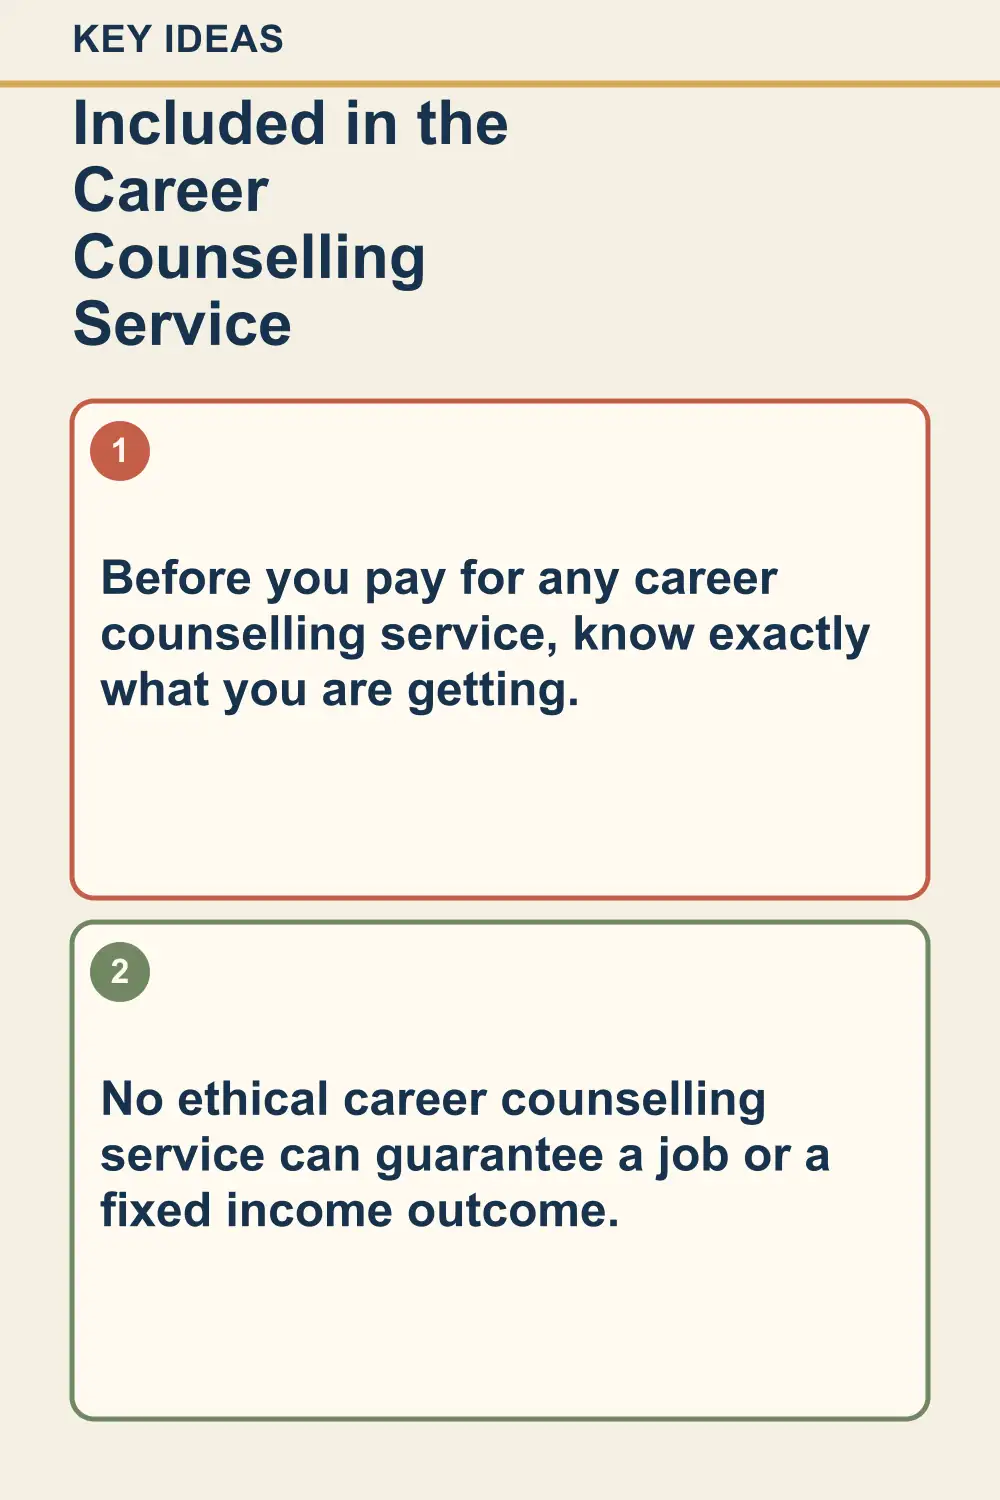 KEY IDEAS
Included in the
Career
Counselling
Service
1
Before you pay for any career
counselling service, know exactly
what you are getting.
2
No ethical career counselling
service can guarantee a job or a
fixed income outcome.